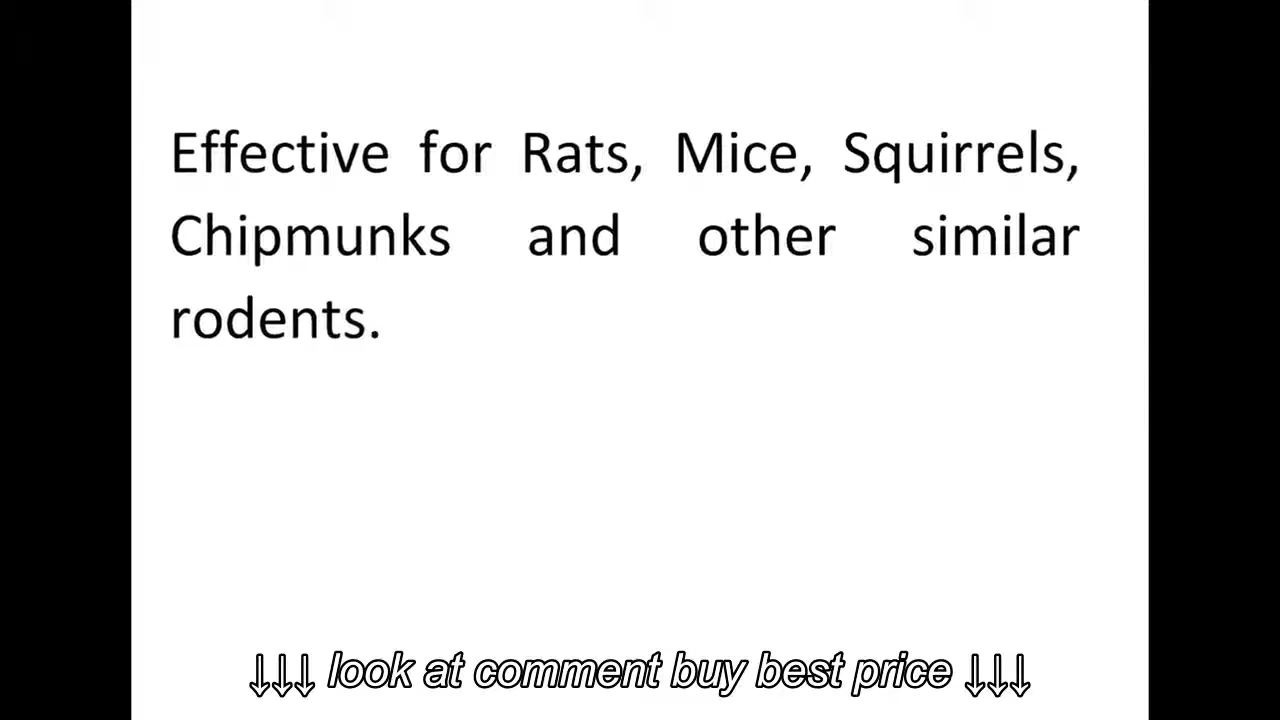 Effective for Rats, Mice, Squirrels,
Chipmunks and other similar
rodents.
↓↓↓ look at comment buy best price ↓↓↓